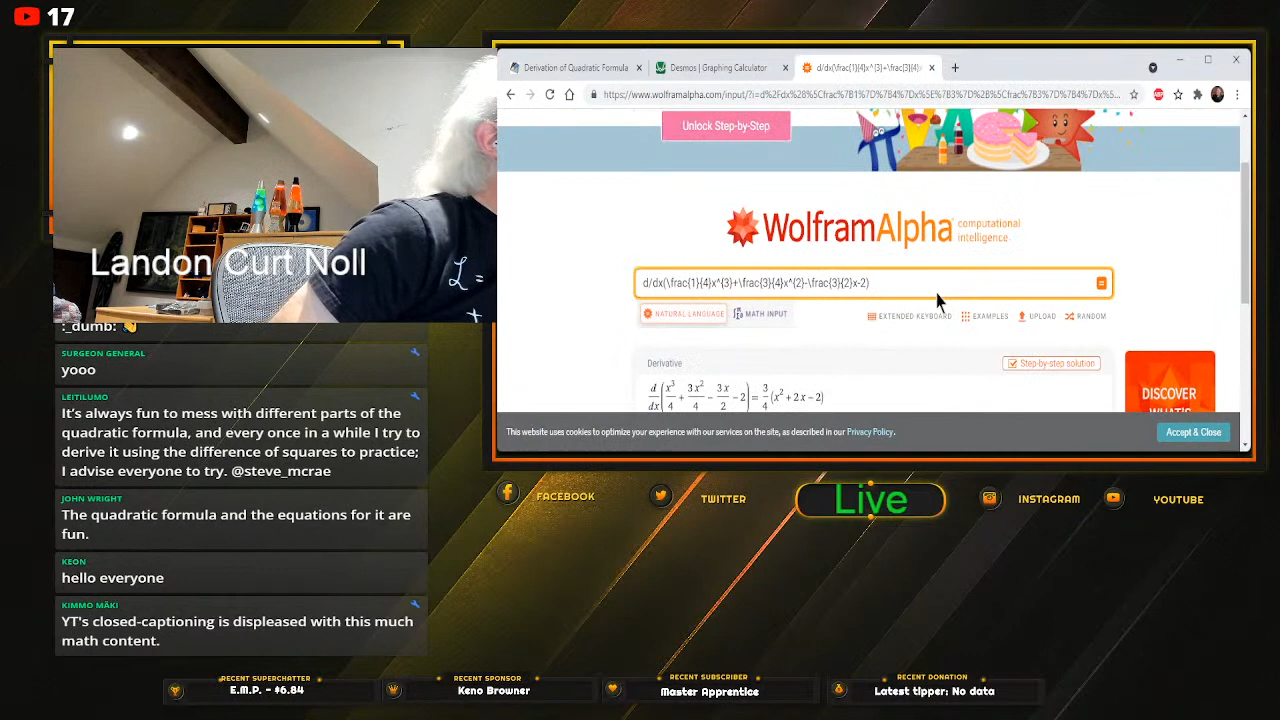 17
Derivation of Quadratic Formula
Desmos | Graphing Calculator
d/dx(\frac{1}{4}x^{3}+\frac{3}{4}
https://www.wolframalpha.com/input/?i=d%2Fdx%28%5Cfrac%7B1%7D%7B4%7Dx%5E%7B3%7D%2B%5Cfrac%7B3%7D%7B4%7Dx%5...
Unlock Step-by-Step
WolframAlpha computational
intelligence
d/dx(\frac{1}{4}x^{3}+\frac{3}{4}x^{2}-\frac{3}{2}x-2)
NATURAL LANGUAGE
MATH INPUT
EXTENDED KEYBOARD
EXAMPLES
UPLOAD
RANDOM
Derivative
Step-by-step solution
d/dx(x^3/4 + 3x^2/4 - 3x/2 - 2) = 3/4 (x^2 + 2x - 2)
DISCOVER
This website uses cookies to optimize your experience with our services on the site, as described in our Privacy Policy.
Accept & Close
Landon Curt Noll
ℒ =
:_dumb:
SURGEON GENERAL
yooo
LEITILUMO
It's always fun to mess with different parts of the
quadratic formula, and every once in a while I try to
derive it using the difference of squares to practice;
I advise everyone to try. @steve_mcrae
JOHN WRIGHT
The quadratic formula and the equations for it are
fun.
KEON
hello everyone
KIMMO MÄKI
YT's closed-captioning is displeased with this much
math content.
FACEBOOK
TWITTER
Live
INSTAGRAM
YOUTUBE
RECENT SUPERCHATTER
E.M.P. - $6.84
RECENT SPONSOR
Keno Browner
RECENT SUBSCRIBER
Master Apprentice
RECENT DONATION
Latest tipper: No data